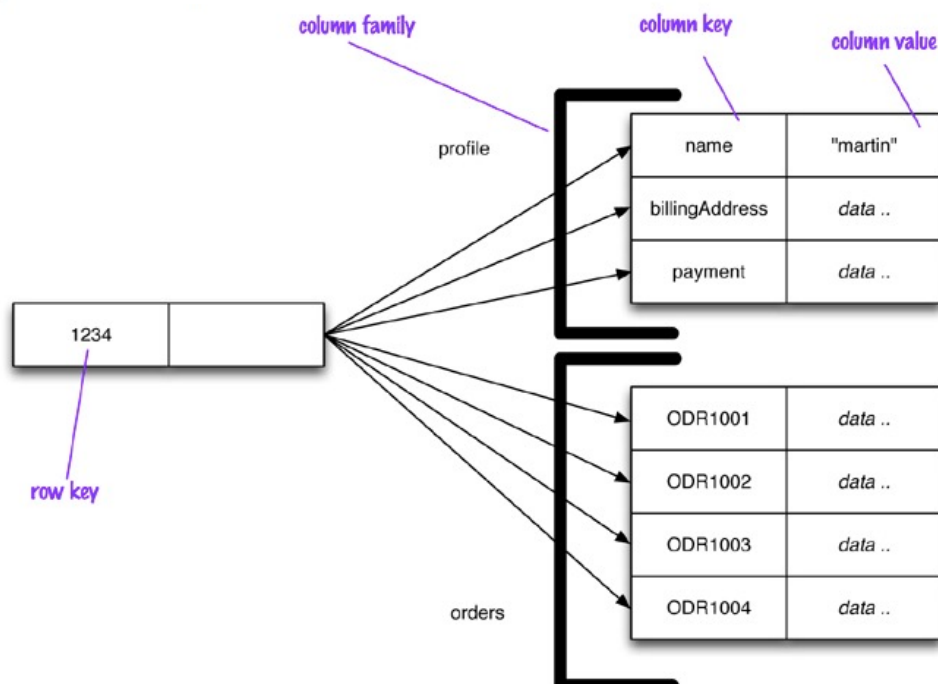 column family
column key
column value
profile
name
"martin"
billingAddress
data ..
payment
data ..
1234
row key
orders
ODR1001
data ..
ODR1002
data ..
ODR1003
data ..
ODR1004
data ..